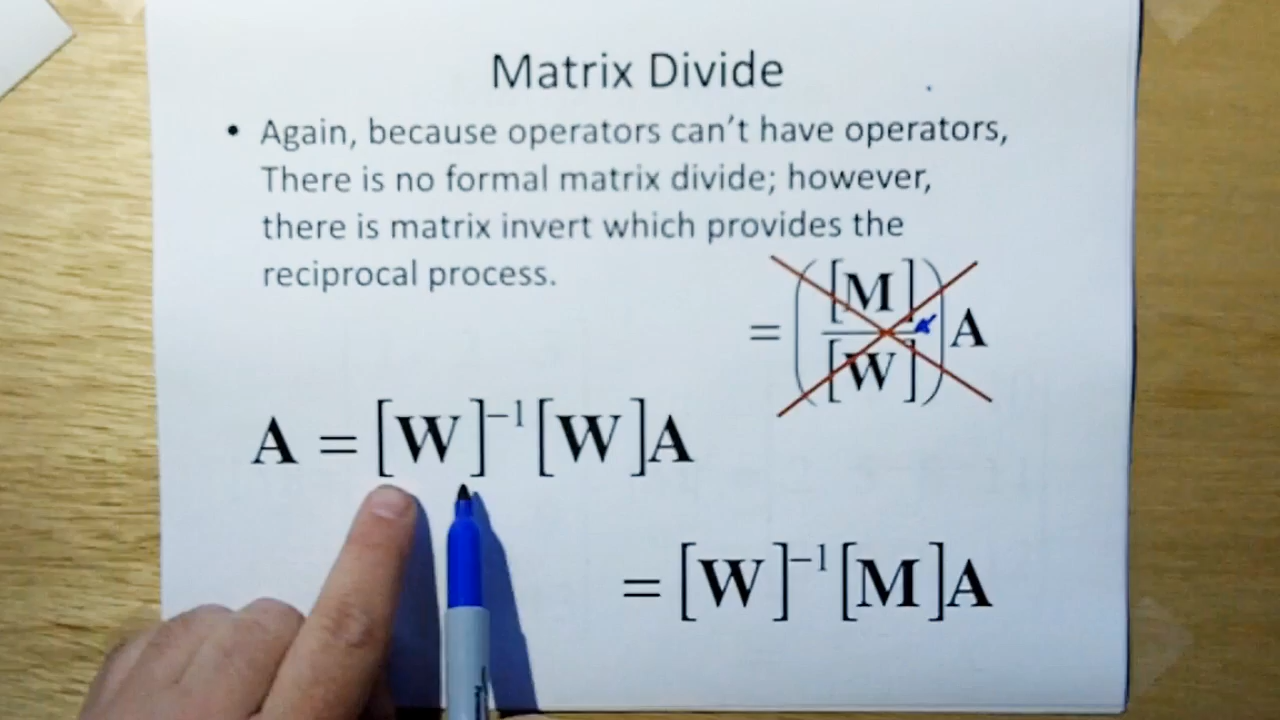 Matrix Divide
• Again, because operators can't have operators,
There is no formal matrix divide; however,
there is matrix invert which provides the
reciprocal process.
= ([M]/[W]) A
A = [W]⁻¹[W]A
= [W]⁻¹[M]A